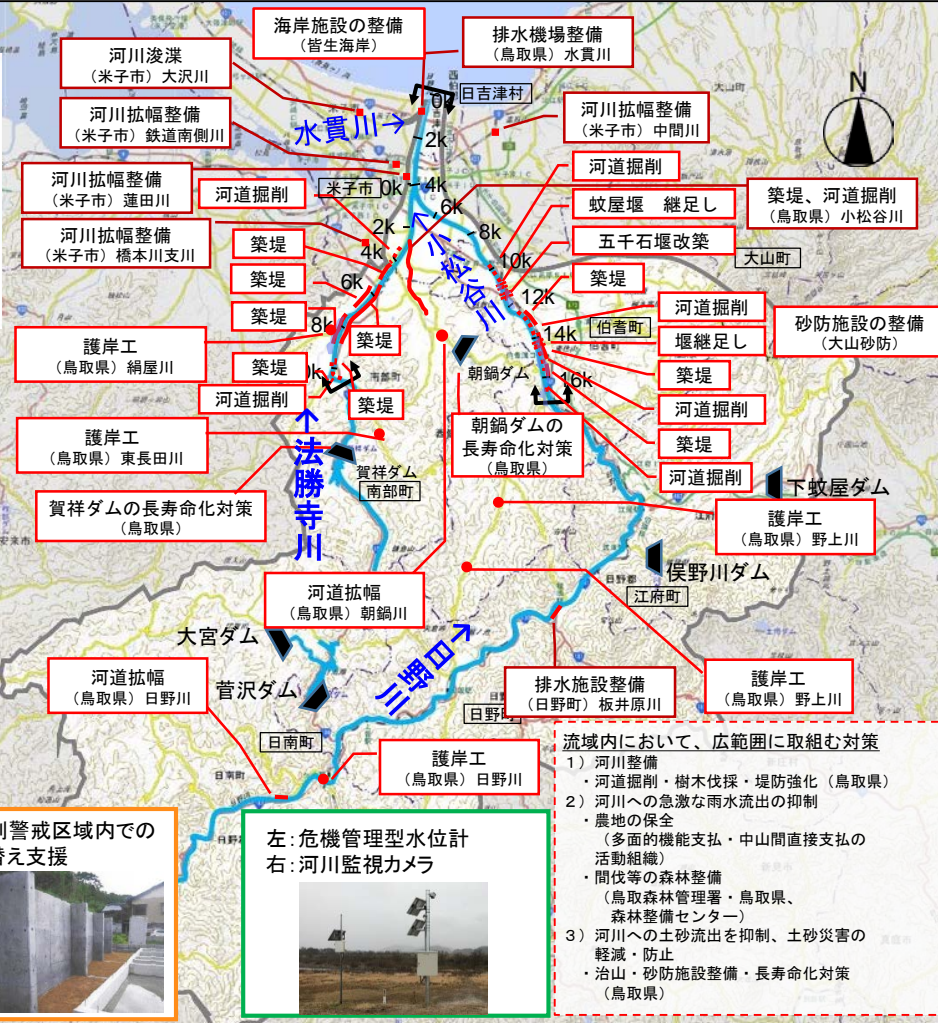 海岸施設の整備
(皆生海岸)
排水機場整備
(鳥取県) 水貫川
河川浚渫
(米子市) 大沢川
河川拡幅整備
(米子市) 鉄道南側川
河川拡幅整備
(米子市) 中間川
日吉津村
大山町
N
0k
水貫川→
2k
河川拡幅整備
(米子市) 蓮田川
河道掘削
米子市
0k
4k
河道掘削
蚊屋堰 継足し
築堤、河道掘削
(鳥取県) 小松谷川
河川拡幅整備
(米子市) 橋本川支川
2k
6k
8k
五千石堰改築
大山町
築堤
4k
↑小松谷川
10k
築堤
築堤
6k
12k
河道掘削
築堤
8k
14k
伯耆町
堰継足し
砂防施設の整備
(大山砂防)
護岸工
(鳥取県) 絹屋川
築堤
朝鍋ダム
築堤
築堤
0k
南部町
16k
河道掘削
河道掘削
築堤
朝鍋ダムの
長寿命化対策
(鳥取県)
築堤
護岸工
(鳥取県) 東長田川
↑法勝寺川
河道掘削
賀祥ダム
南部町
下蚊屋ダム
賀祥ダムの長寿命化対策
(鳥取県)
護岸工
(鳥取県) 野上川
安来市
俣野川ダム
日野郡
江府町
河道拡幅
(鳥取県) 朝鍋川
大宮ダム
日野川→
菅沢ダム
河道拡幅
(鳥取県) 日野川
排水施設整備
(日野町) 板井原川
護岸工
(鳥取県) 野上川
日野町
日南町
日南町
護岸工
(鳥取県) 日野川
流域内において、広範囲に取組む対策
1)河川整備
・河道掘削・樹木伐採・堤防強化(鳥取県)
2)河川への急激な雨水流出の抑制
・農地の保全
(多面的機能支払・中山間直接支払の
活動組織)
・間伐等の森林整備
(鳥取森林管理署・鳥取県、
森林整備センター)
3)河川への土砂流出を抑制、土砂災害の
軽減・防止
・治山・砂防施設整備・長寿命化対策
(鳥取県)
別警戒区域内での
替え支援
左:危機管理型水位計
右:河川監視カメラ